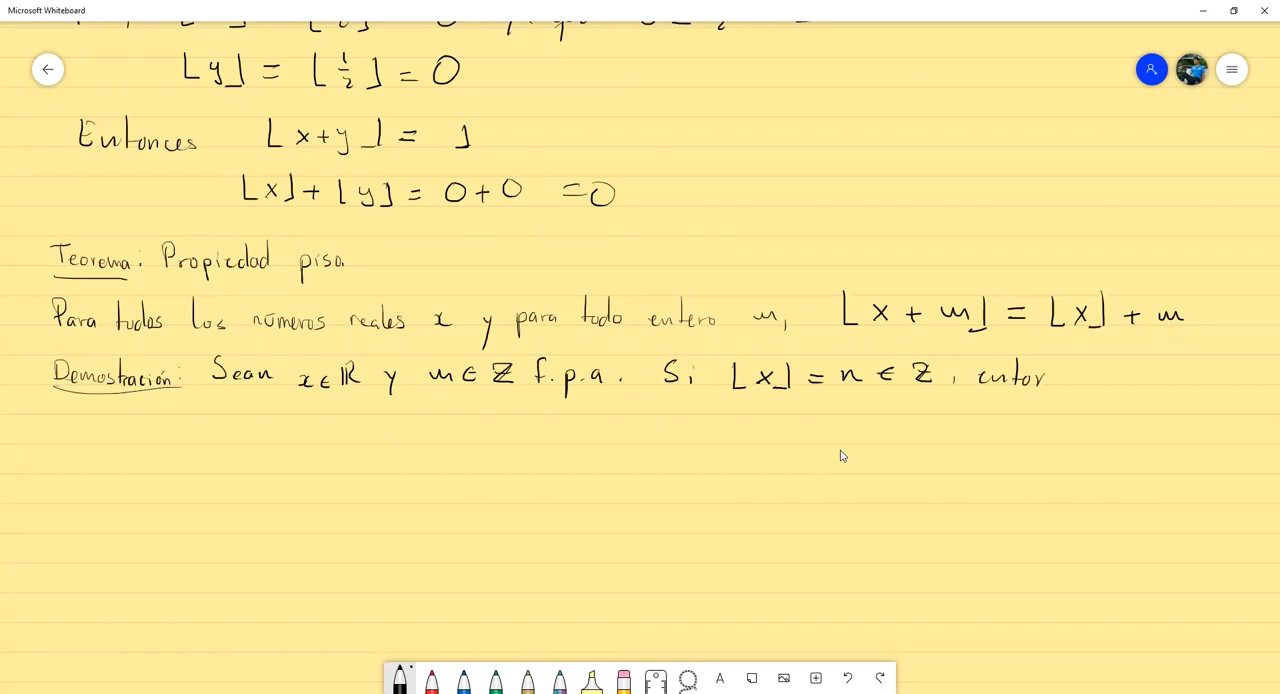 Microsoft Whiteboard
⌊y⌋ = ⌊1/2⌋ = 0
Entonces ⌊x+y⌋ = 1
⌊x⌋ + ⌊y⌋ = 0 + 0 = 0
Teorema: Propiedad piso.
Para todos los números reales x y para todo entero m, ⌊x + m⌋ = ⌊x⌋ + m
Demostración: Sean x ∈ ℝ y m ∈ ℤ f.p.a. Si ⌊x⌋ = n ∈ ℤ, entor